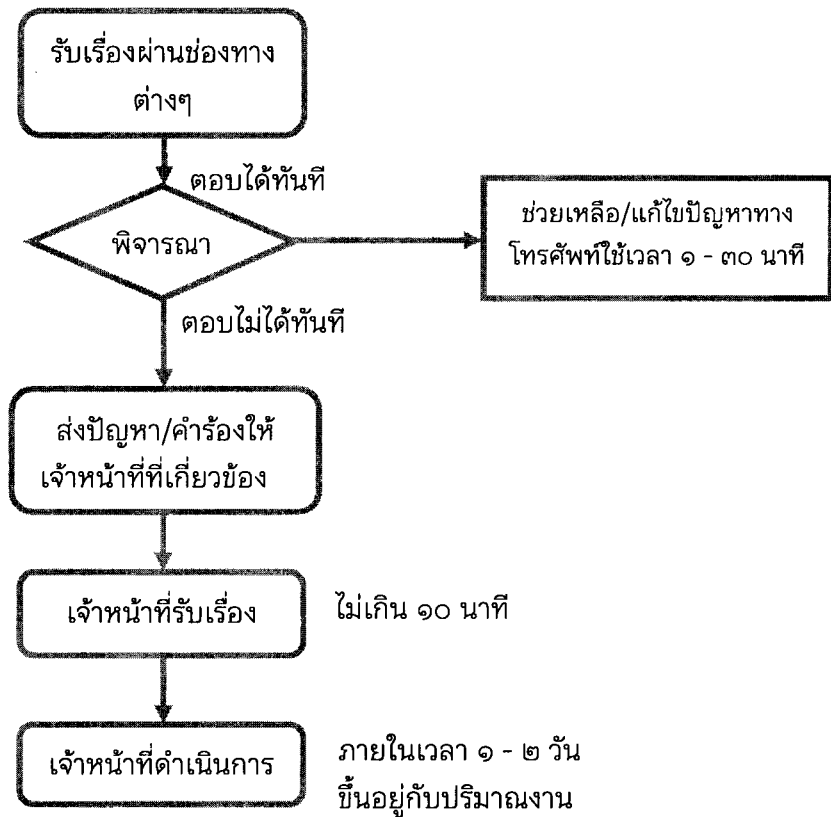 รับเรื่องผ่านช่องทาง
ต่างๆ
ตอบได้ทันที
พิจารณา
ช่วยเหลือ/แก้ไขปัญหาทาง
โทรศัพท์ใช้เวลา ๑ - ๓๐ นาที
ตอบไม่ได้ทันที
ส่งปัญหา/คำร้องให้
เจ้าหน้าที่ที่เกี่ยวข้อง
เจ้าหน้าที่รับเรื่อง
ไม่เกิน ๑๐ นาที
เจ้าหน้าที่ดำเนินการ
ภายในเวลา ๑ - ๒ วัน
ขึ้นอยู่กับปริมาณงาน